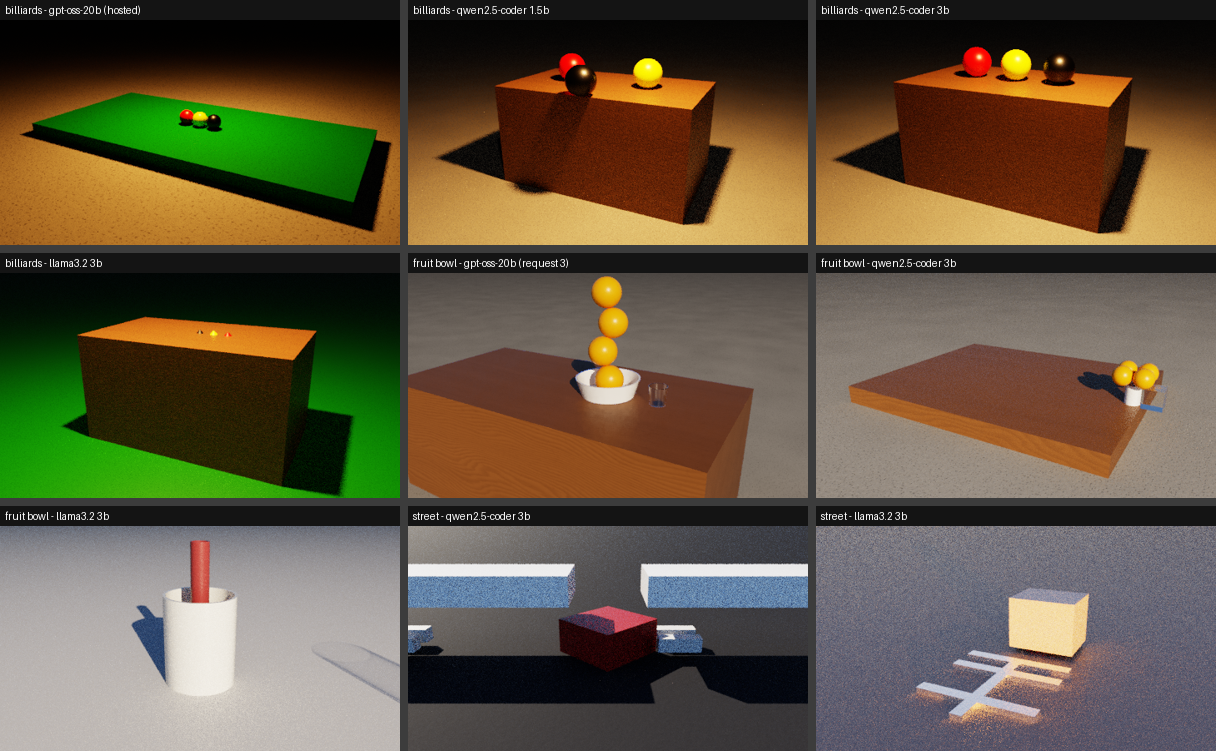 billiards - gpt-oss-20b (hosted)
billiards - qwen2.5-coder 1.5b
billiards - qwen2.5-coder 3b
billiards - llama3.2 3b
fruit bowl - gpt-oss-20b (request 3)
fruit bowl - qwen2.5-coder 3b
fruit bowl - llama3.2 3b
street - qwen2.5-coder 3b
street - llama3.2 3b